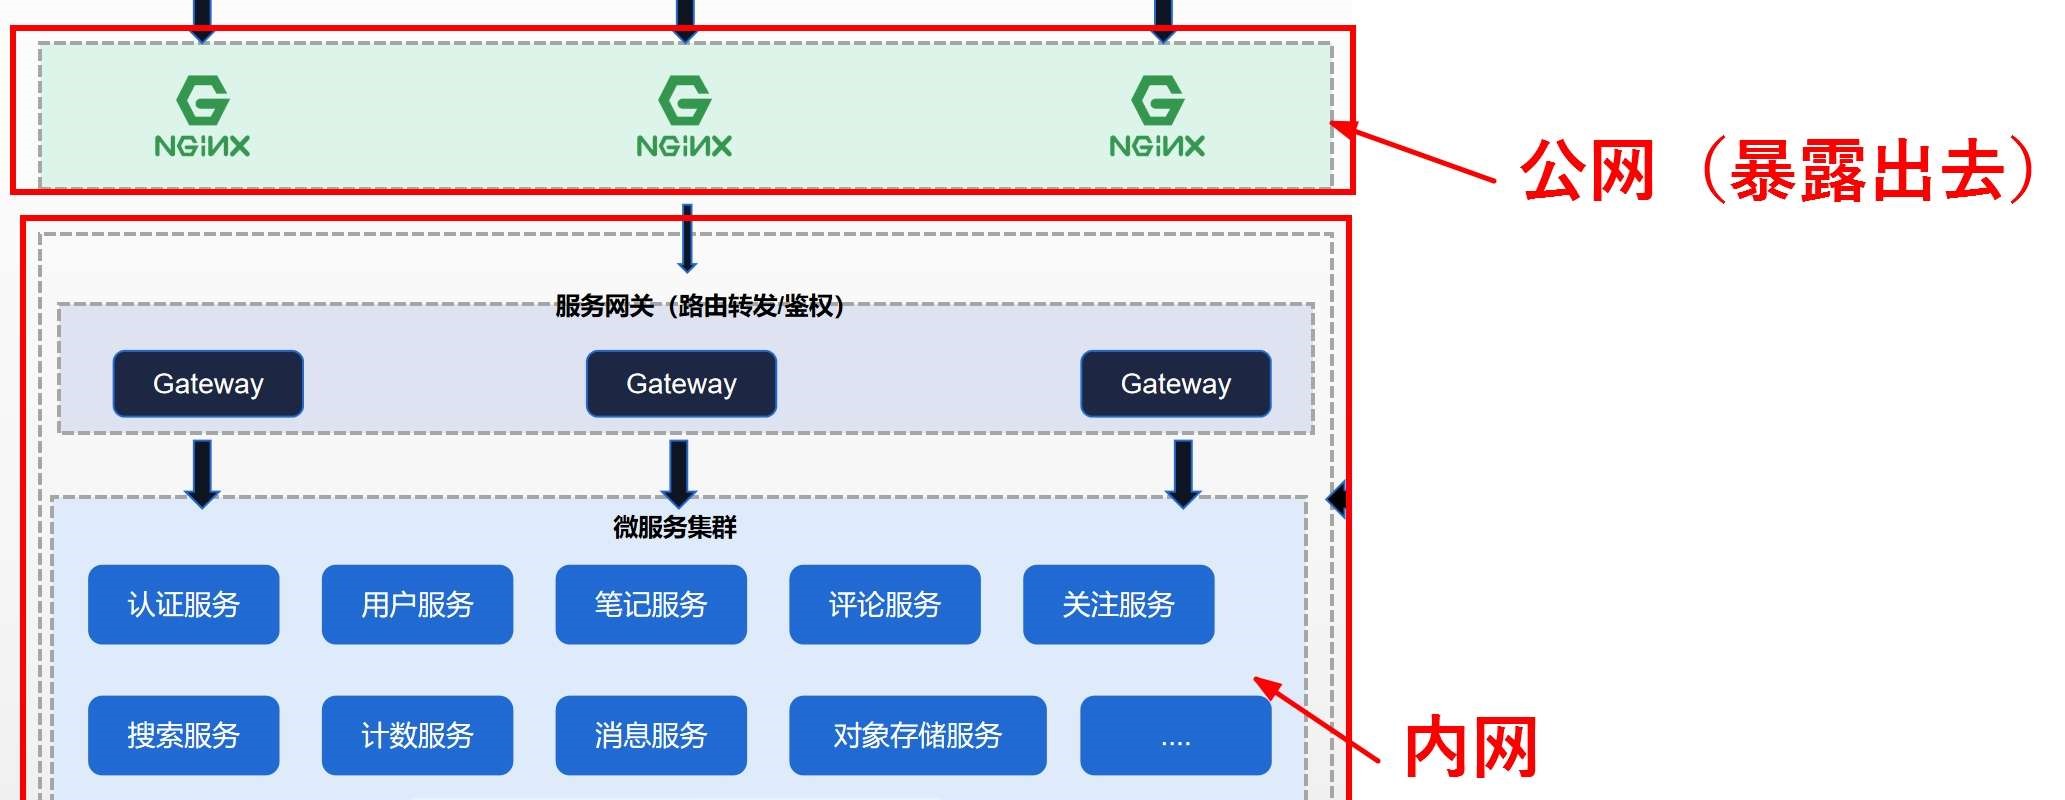 NGINX NGINX NGINX
公网（暴露出去）
服务网关（路由转发/鉴权）
Gateway Gateway Gateway
微服务集群
认证服务 用户服务 笔记服务 评论服务 关注服务
搜索服务 计数服务 消息服务 对象存储服务 ....
内网